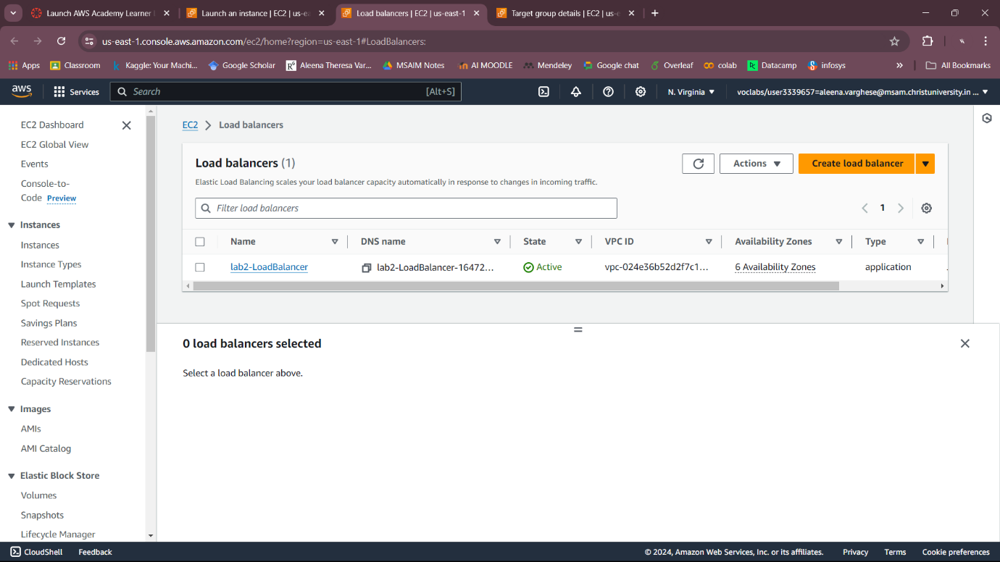 Launch AWS Academy Learner
Launch an instance | EC2 | us-ea
Load balancers | EC2 | us-east-1
Target group details | EC2 | us-e
us-east-1.console.aws.amazon.com/ec2/home?region=us-east-1#LoadBalancers:
Apps Classroom Kaggle: Your Machi... Google Scholar Aleena Theresa Var... MSAIM Notes AI MOODLE Mendeley Google chat Overleaf colab Datacamp infosys » All Bookmarks
aws Services Search [Alt+S] N. Virginia voclabs/user3339657=aleena.varghese@msam.christuniversity.in ...
EC2 Dashboard
EC2 Global View
Events
Console-to-
Code Preview
Instances
Instances
Instance Types
Launch Templates
Spot Requests
Savings Plans
Reserved Instances
Dedicated Hosts
Capacity Reservations
Images
AMIs
AMI Catalog
Elastic Block Store
Volumes
Snapshots
Lifecycle Manager
EC2 > Load balancers
Load balancers (1)
Actions
Create load balancer
Elastic Load Balancing scales your load balancer capacity automatically in response to changes in incoming traffic.
Filter load balancers
1
Name DNS name State VPC ID Availability Zones Type
lab2-LoadBalancer lab2-LoadBalancer-16472... Active vpc-024e36b52d2f7c1... 6 Availability Zones application
0 load balancers selected
Select a load balancer above.
CloudShell Feedback © 2024, Amazon Web Services, Inc. or its affiliates. Privacy Terms Cookie preferences